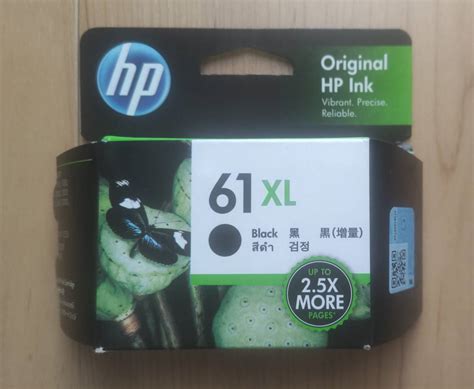 hp
Original
HP Ink
Vibrant. Precise.
Reliable.
61 XL
Black 黒 黑(增量)
สีดำ 검정
UP TO
2.5X
MORE
PAGES*